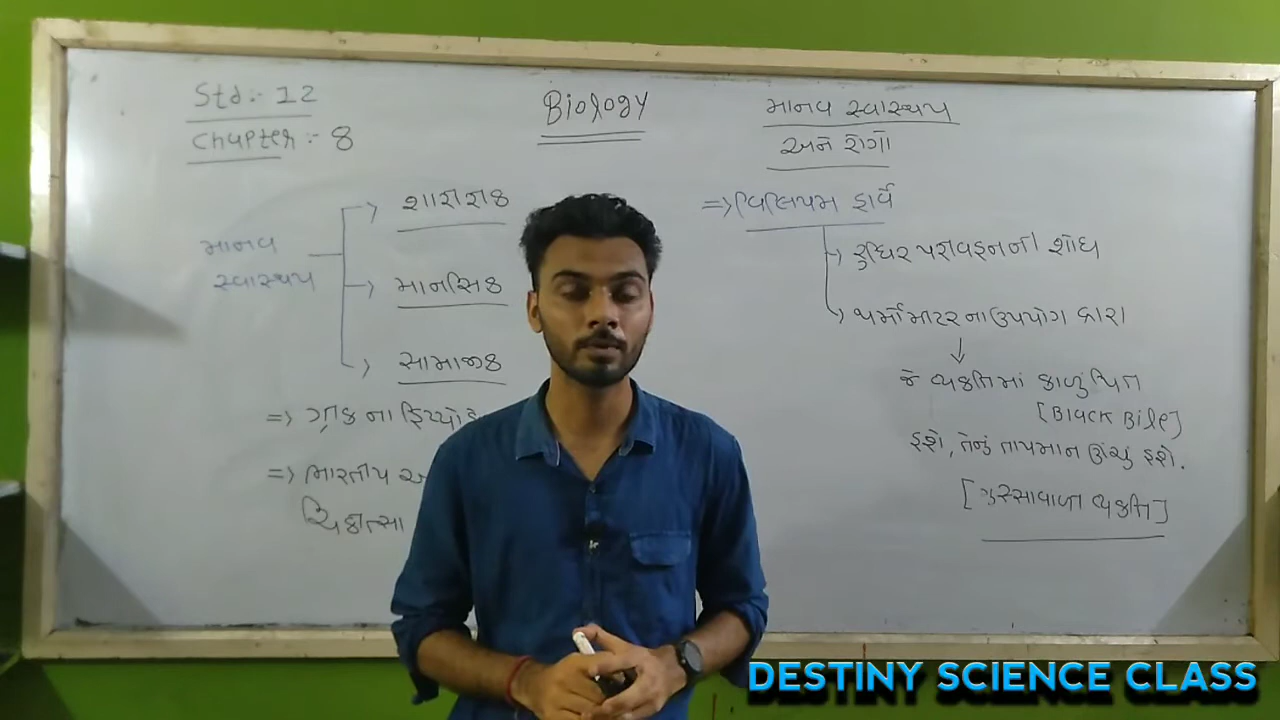 Std :- 12
Chapter :- 8
Biology
માનવ સ્વાસ્થ્ય
અને રોગો
માનવ
સ્વાસ્થ્ય
શારીરિક
માનસિક
સામાજીક
=> ગ્રીક ના હિપ્પો
=> ભારતીય
ચિકિત્સા
=> વિલિયમ હાર્વે
રુધિર પરીવહનની શોધ
થર્મોમીટરના ઉપયોગ દ્વારા
જે વ્યક્તિમાં કાળું પિત
[Black Bile]
હશે, તેનું તાપમાન ઊંચું હશે.
[ગુસ્સાવાળી વ્યક્તિ]
DESTINY SCIENCE CLASS